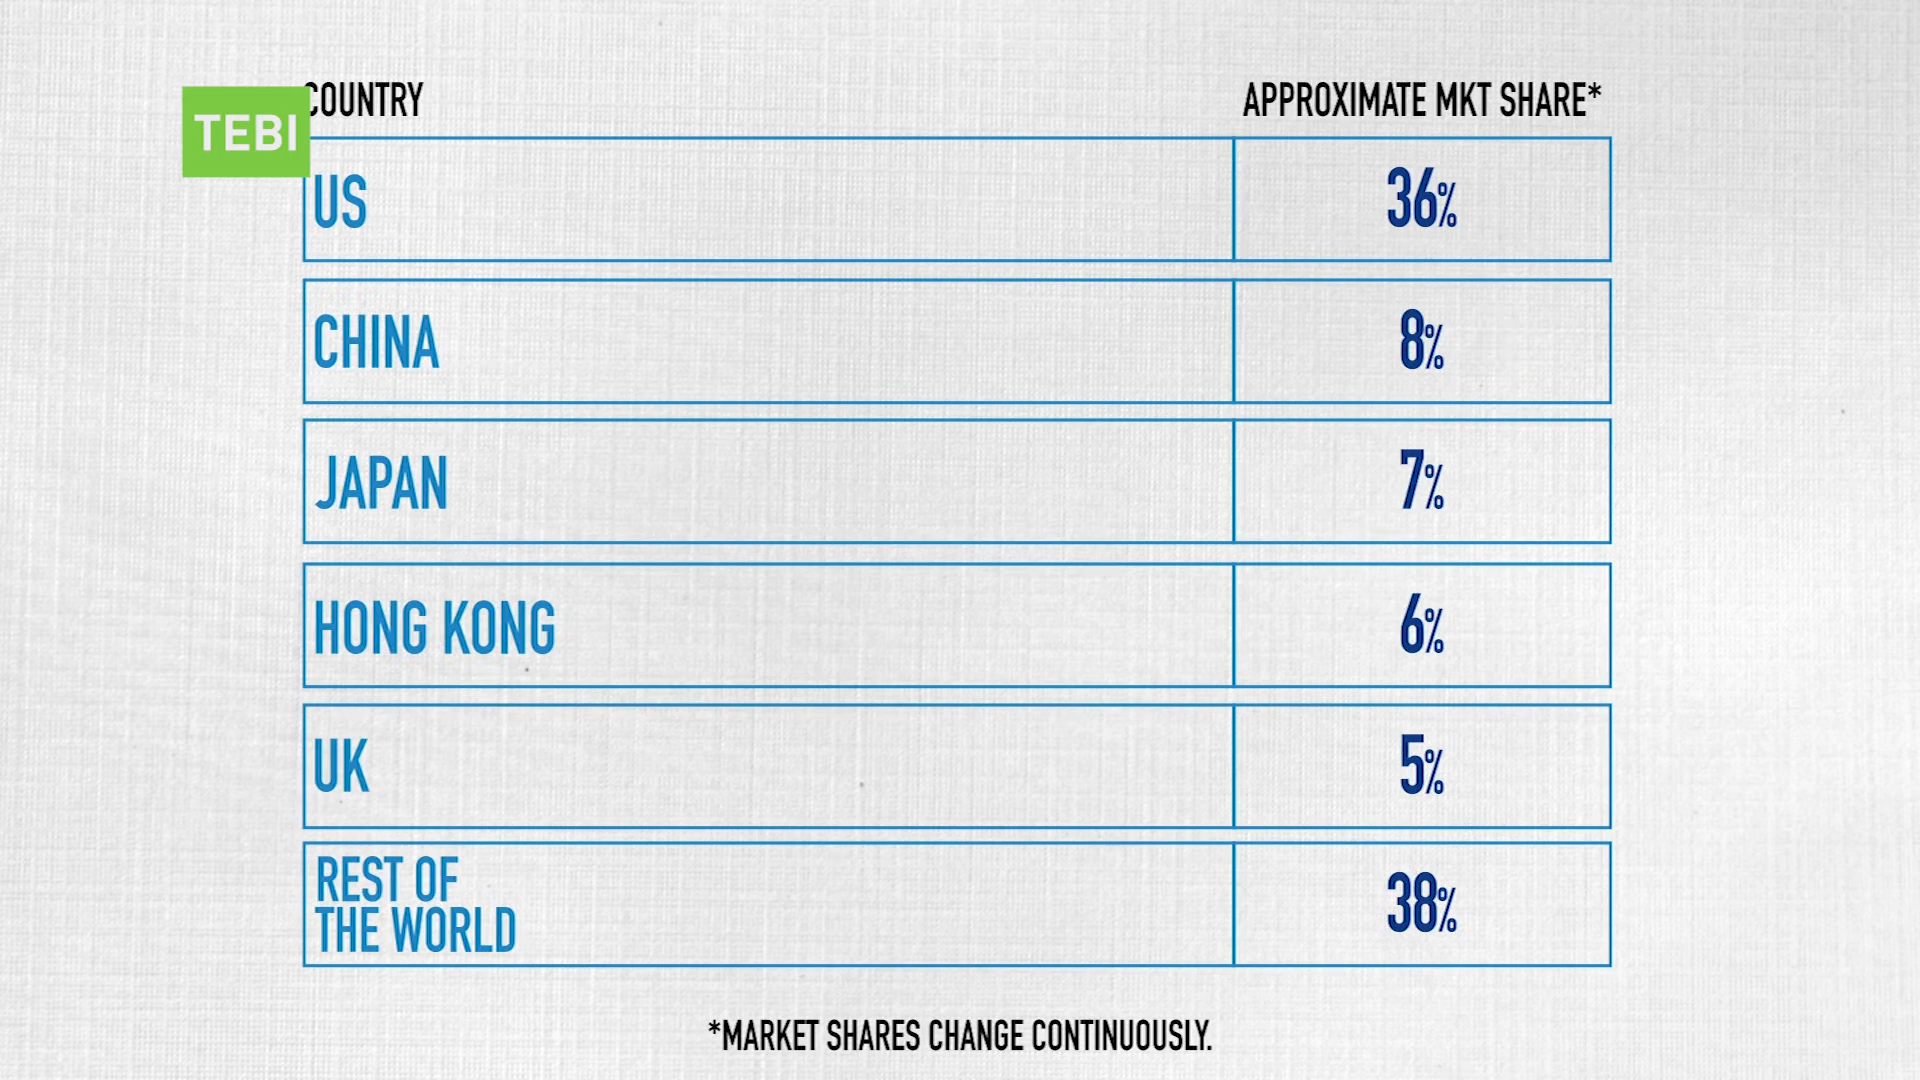 COUNTRY
APPROXIMATE MKT SHARE*
TEBI
US
36%
CHINA
8%
JAPAN
7%
HONG KONG
6%
UK
5%
REST OF
THE WORLD
38%
*MARKET SHARES CHANGE CONTINUOUSLY.